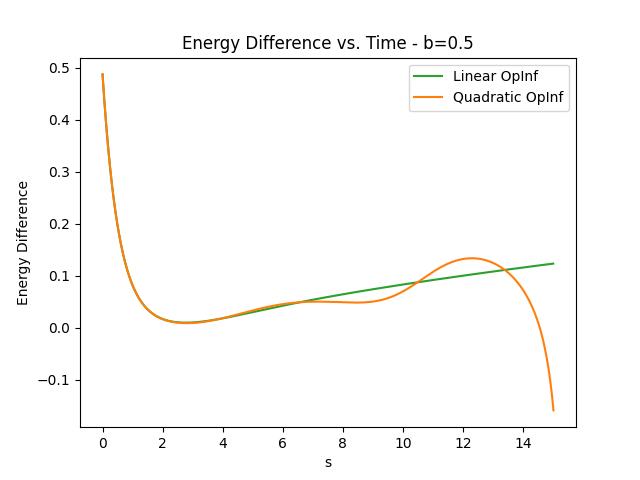 Energy Difference vs. Time - b=0.5
Linear OpInf
Quadratic OpInf
Energy Difference
0.5
0.4
0.3
0.2
0.1
0.0
−0.1
0 2 4 6 8 10 12 14
s